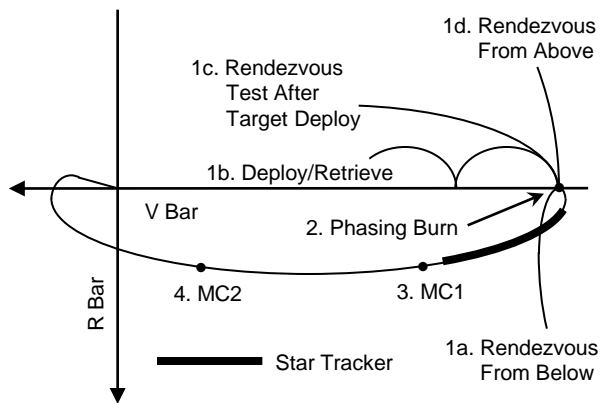 1d. Rendezvous
From Above
1c. Rendezvous
Test After
Target Deploy
1b. Deploy/Retrieve
V Bar
2. Phasing Burn
R Bar
4. MC2
3. MC1
1a. Rendezvous
From Below
Star Tracker